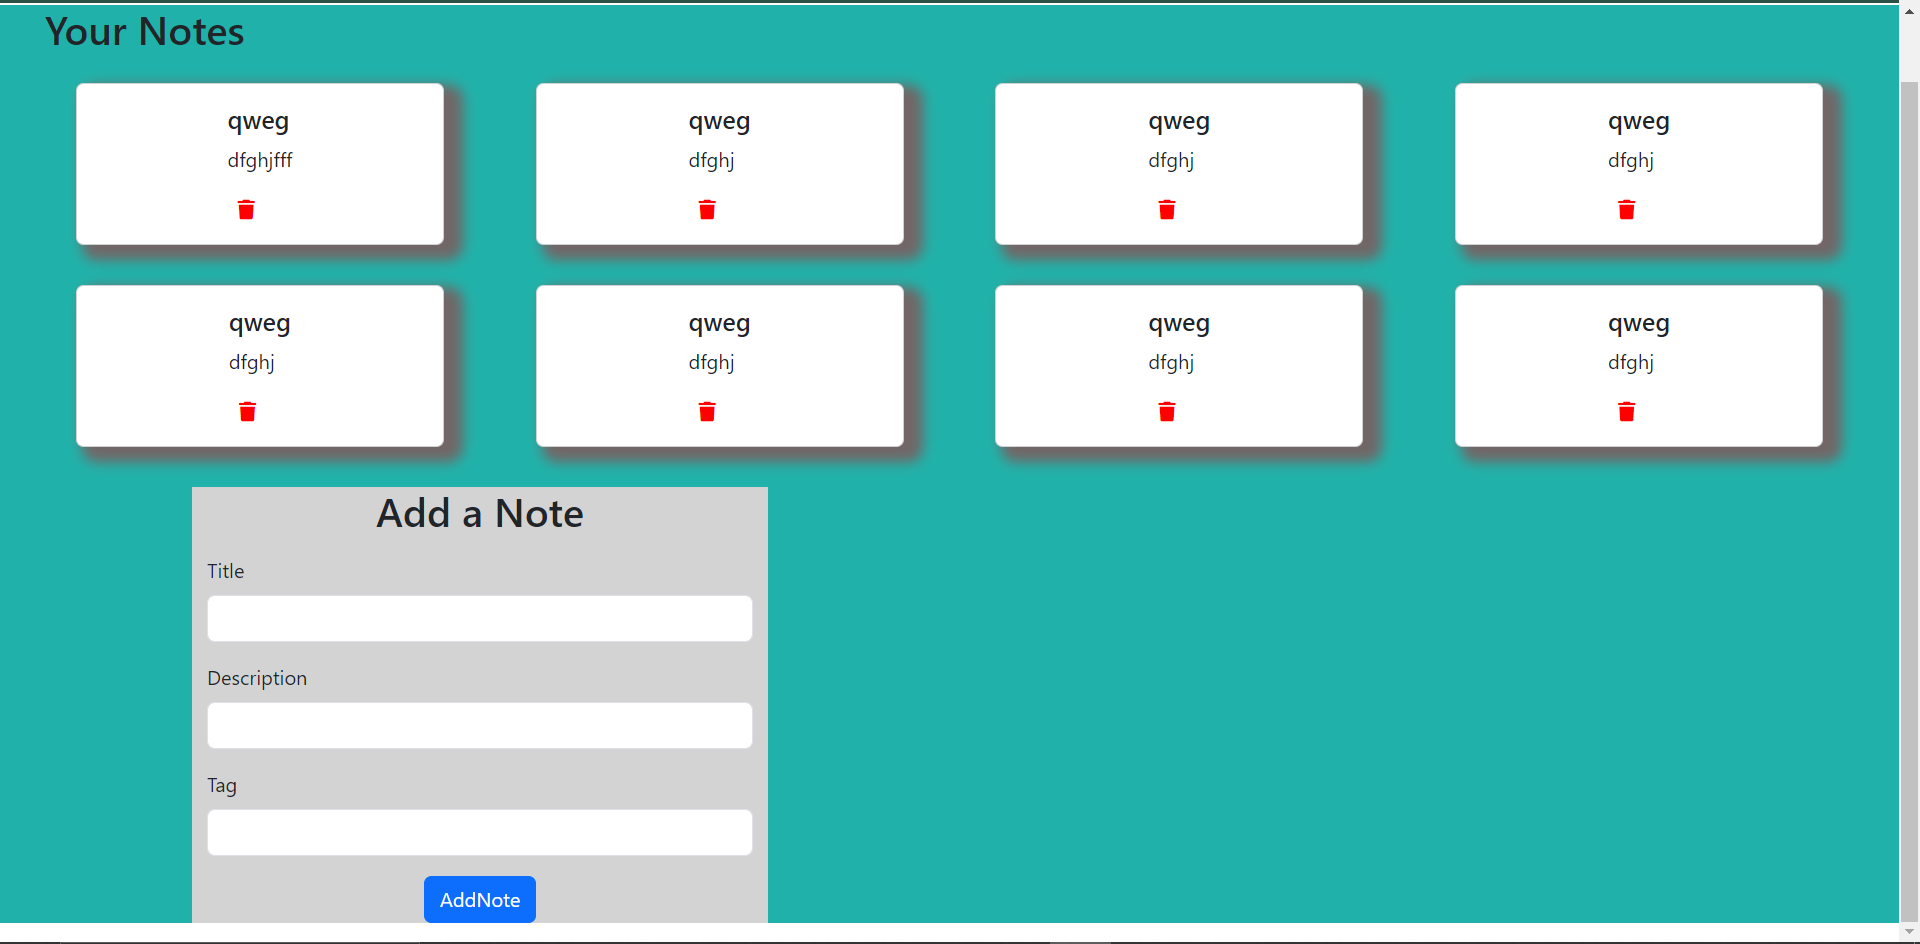 Your Notes
qweg
dfghjfff
qweg
dfghj
qweg
dfghj
qweg
dfghj
qweg
dfghj
qweg
dfghj
qweg
dfghj
qweg
dfghj
Add a Note
Title
Description
Tag
AddNote